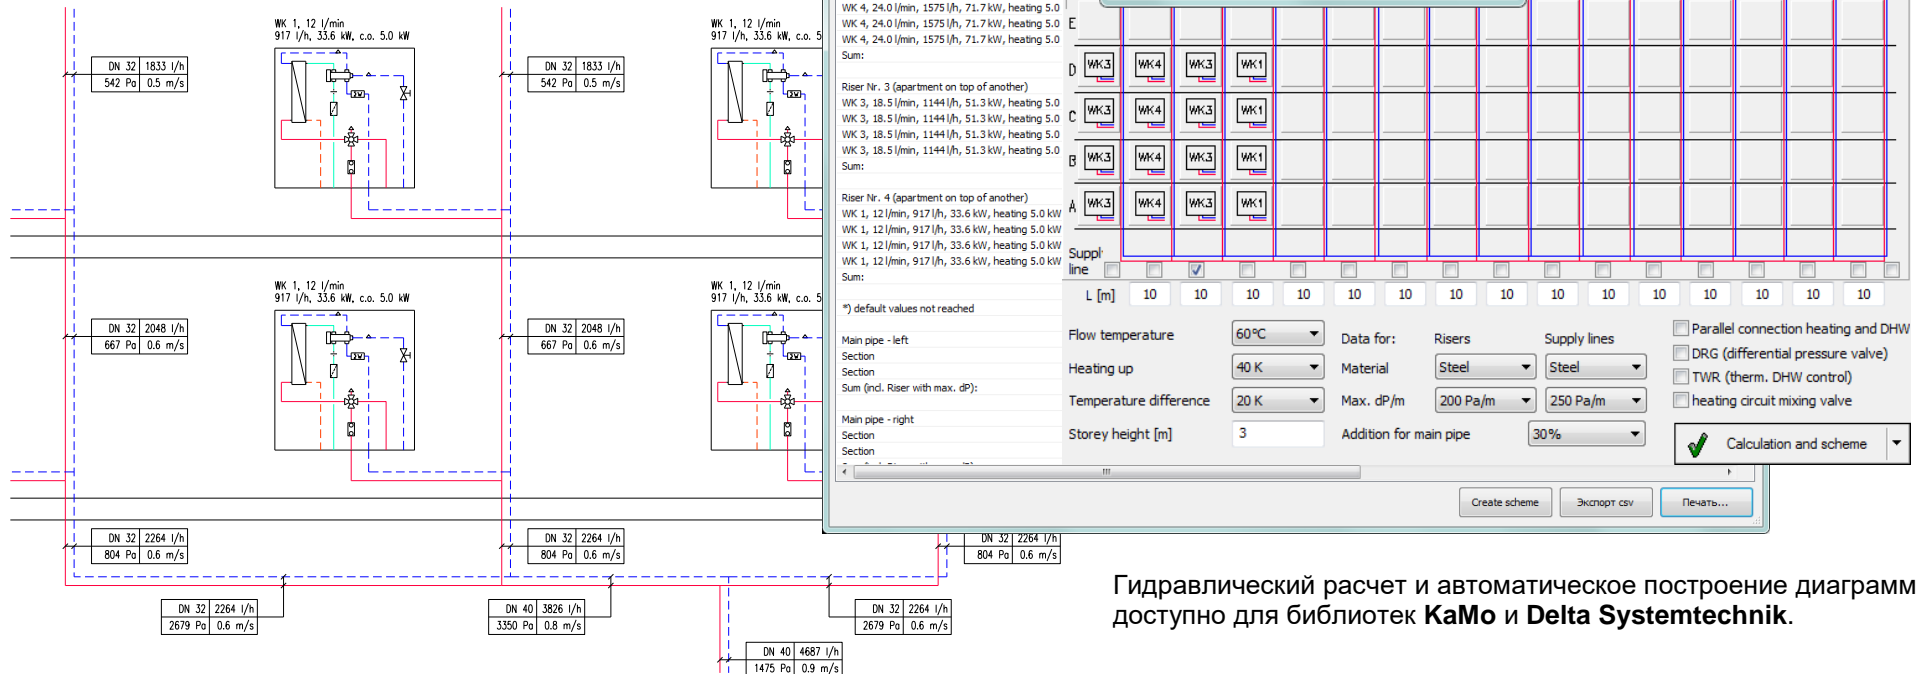 WK 1, 12 l/min
917 l/h, 33.6 kW, c.o. 5.0 kW
WK 1, 12 l/min
917 l/h, 33.6 kW, c.o. 5
DN 32 1833 l/h
542 Pa 0.5 m/s
DN 32 1833 l/h
542 Pa 0.5 m/s
WK 1, 12 l/min
917 l/h, 33.6 kW, c.o. 5.0 kW
WK 1, 12 l/min
917 l/h, 33.6 kW, c.o. 5
DN 32 2048 l/h
667 Pa 0.6 m/s
DN 32 2048 l/h
667 Pa 0.6 m/s
DN 32 2264 l/h
804 Pa 0.6 m/s
DN 32 2264 l/h
804 Pa 0.6 m/s
DN 32 2264 l/h
804 Pa 0.6 m/s
DN 32 2264 l/h
2679 Pa 0.6 m/s
DN 40 3826 l/h
3350 Pa 0.8 m/s
DN 32 2264 l/h
2679 Pa 0.6 m/s
DN 40 4687 l/h
1475 Pa 0.9 m/s
WK 4, 24.0 l/min, 1575 l/h, 71.7 kW, heating 5.0
WK 4, 24.0 l/min, 1575 l/h, 71.7 kW, heating 5.0
WK 4, 24.0 l/min, 1575 l/h, 71.7 kW, heating 5.0
Sum:
Riser Nr. 3 (apartment on top of another)
WK 3, 18.5 l/min, 1144 l/h, 51.3 kW, heating 5.0
WK 3, 18.5 l/min, 1144 l/h, 51.3 kW, heating 5.0
WK 3, 18.5 l/min, 1144 l/h, 51.3 kW, heating 5.0
WK 3, 18.5 l/min, 1144 l/h, 51.3 kW, heating 5.0
Sum:
Riser Nr. 4 (apartment on top of another)
WK 1, 12 l/min, 917 l/h, 33.6 kW, heating 5.0 kW
WK 1, 12 l/min, 917 l/h, 33.6 kW, heating 5.0 kW
WK 1, 12 l/min, 917 l/h, 33.6 kW, heating 5.0 kW
WK 1, 12 l/min, 917 l/h, 33.6 kW, heating 5.0 kW
Sum:
*) default values not reached
Main pipe - left
Section
Section
Sum (incl. Riser with max. dP):
Main pipe - right
Section
Section
E
D WK3 WK4 WK3 WK1
C WK3 WK4 WK3 WK1
B WK3 WK4 WK3 WK1
A WK3 WK4 WK3 WK1
Supply
line
L [m] 10 10 10 10 10 10 10 10 10 10 10 10 10 10 10
Flow temperature 60°C
Heating up 40 K
Temperature difference 20 K
Storey height [m] 3
Data for: Risers Supply lines
Material Steel Steel
Max. dP/m 200 Pa/m 250 Pa/m
Addition for main pipe 30%
Parallel connection heating and DHW
DRG (differential pressure valve)
TWR (therm. DHW control)
heating circuit mixing valve
Calculation and scheme
Create scheme Экспорт csv Печать...
Гидравлический расчет и автоматическое построение диаграмм
доступно для библиотек KaMo и Delta Systemtechnik.